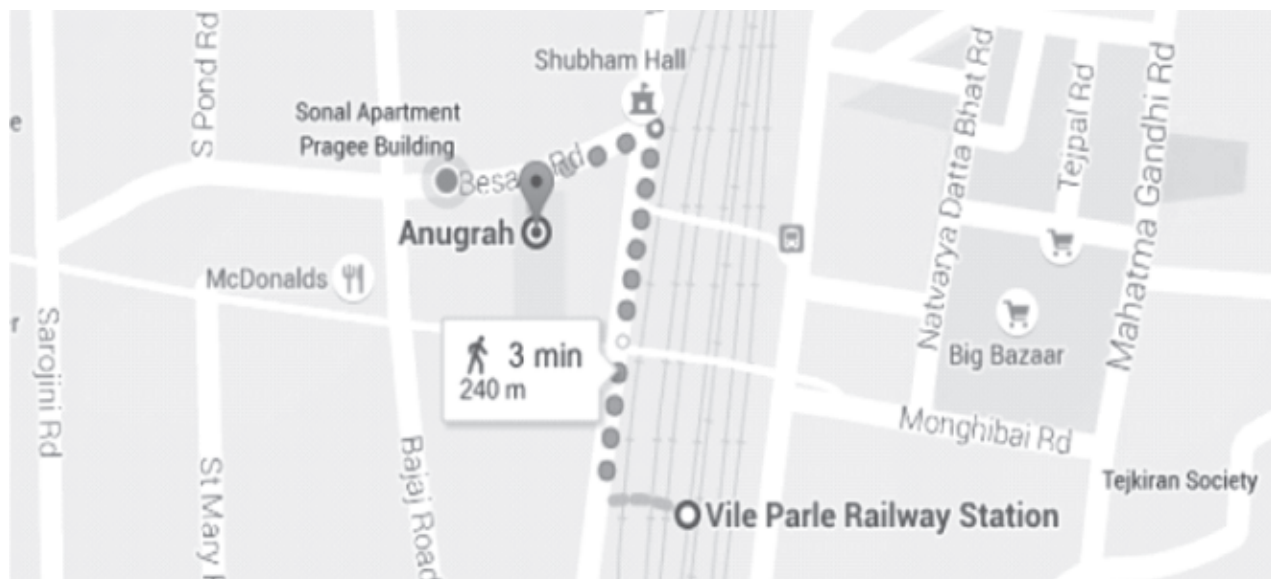 S Pond Rd
Shubham Hall
Sonal Apartment
Pragee Building
Besa
Rd
Anugrah
McDonalds
3 min
240 m
e
r
Sarojini Rd
St Mary
Bajaj Road
Vile Parle Railway Station
Natvarya Datta Bhat Rd
Tejpal Rd
Mahatma Gandhi Rd
Big Bazaar
Monghibai Rd
Tejkiran Society